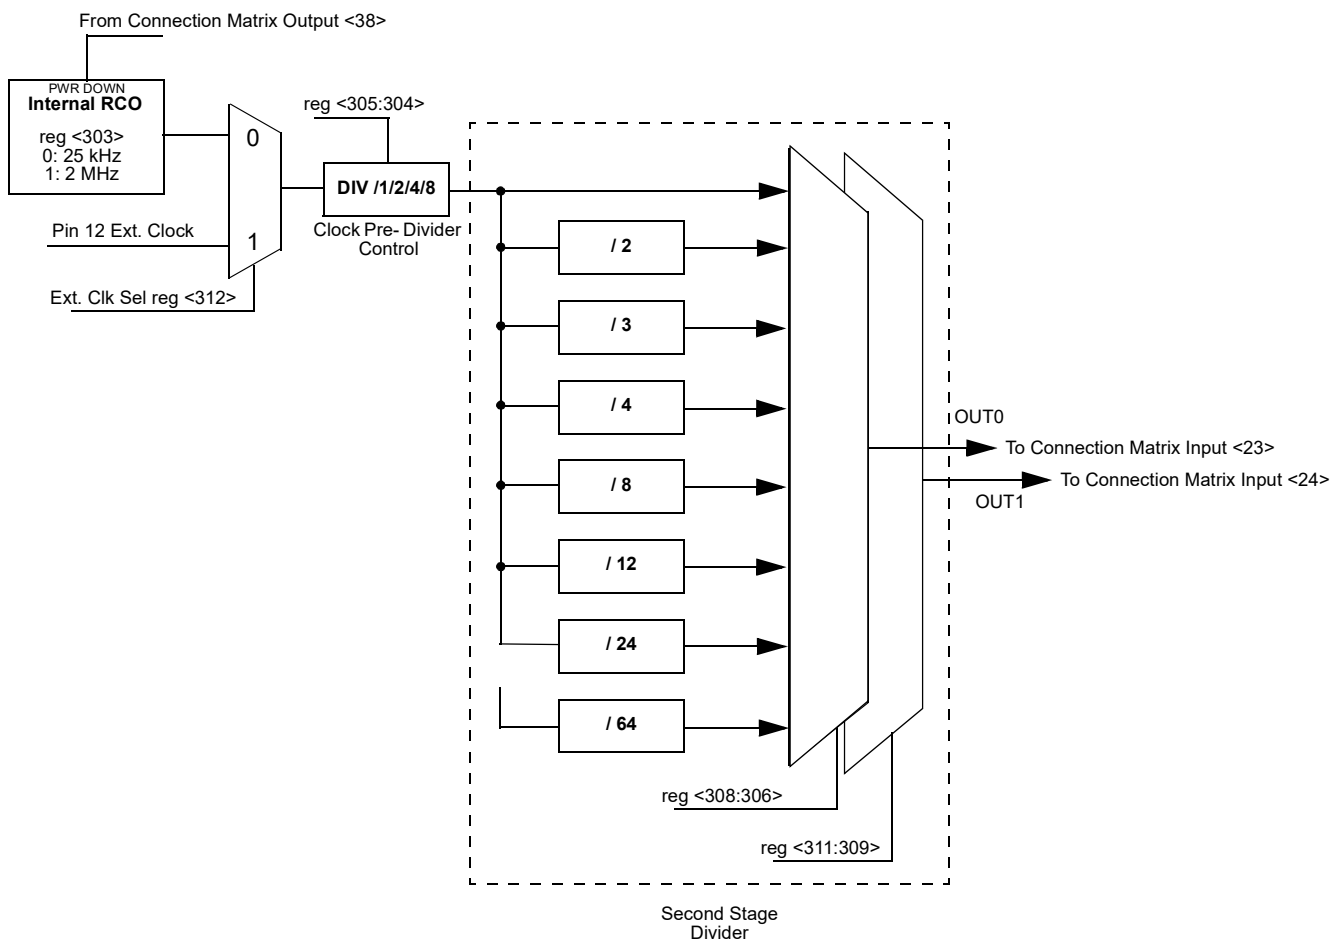 From Connection Matrix Output <38>
PWR DOWN
Internal RCO
reg <303>
0: 25 kHz
1: 2 MHz
0
1
Pin 12 Ext. Clock
Ext. Clk Sel reg <312>
reg <305:304>
DIV /1/2/4/8
Clock Pre- Divider
Control
/ 2
/ 3
/ 4
/ 8
/ 12
/ 24
/ 64
OUT0
To Connection Matrix Input <23>
To Connection Matrix Input <24>
OUT1
reg <308:306>
reg <311:309>
Second Stage
Divider